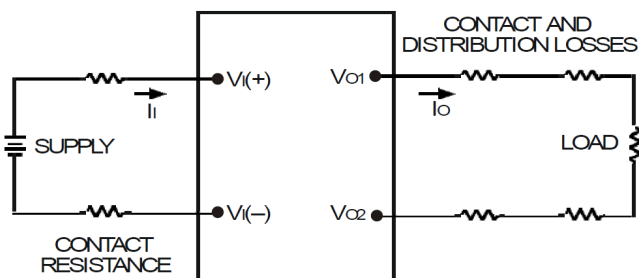 CONTACT AND
DISTRIBUTION LOSSES
VI(+)
VO1
II
IO
SUPPLY
LOAD
VI(–)
VO2
CONTACT
RESISTANCE